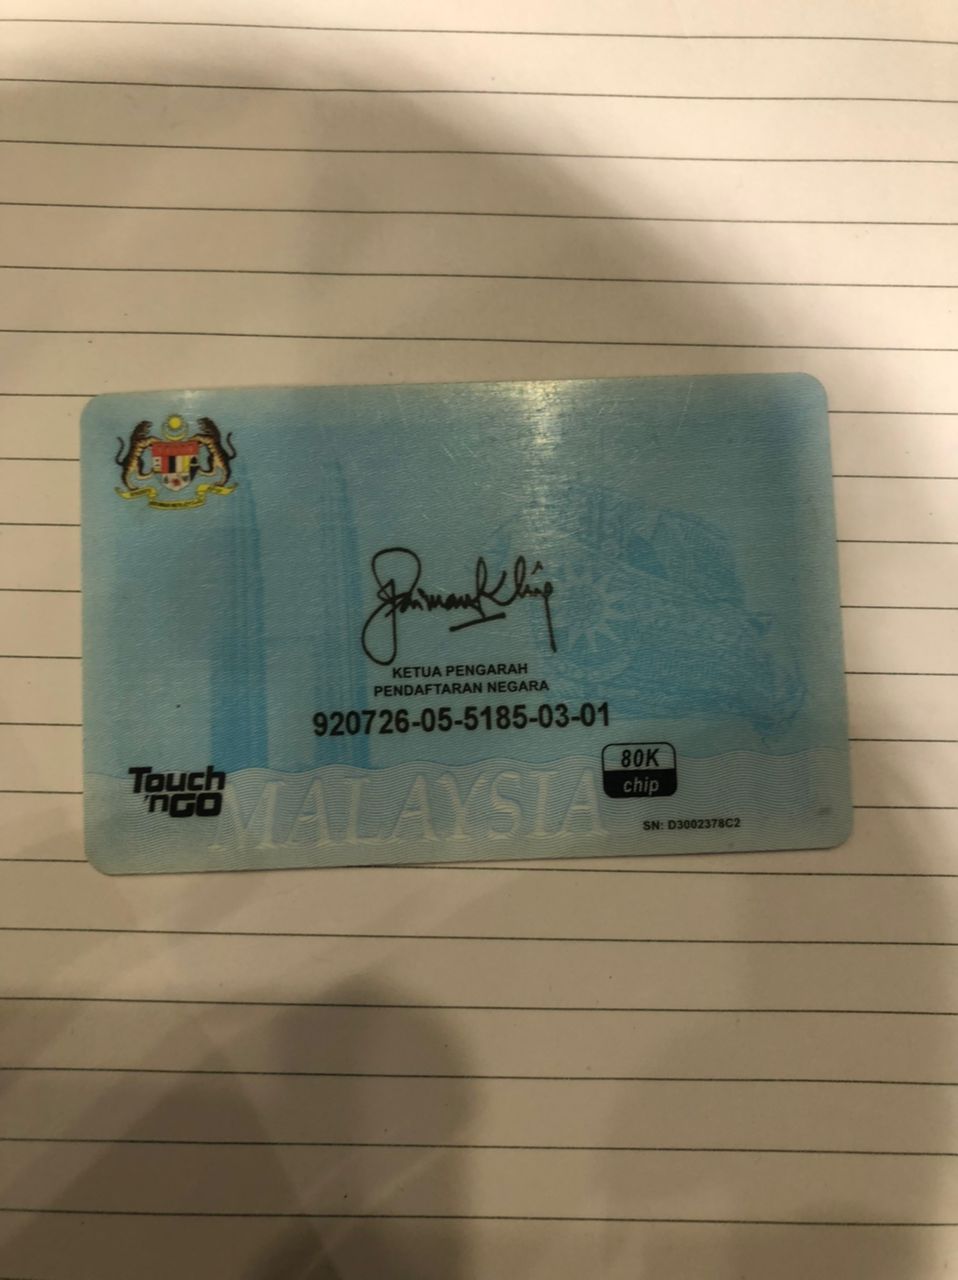 KETUA PENGARAH
PENDAFTARAN NEGARA
920726-05-5185-03-01
Touch
'nGO
80K
chip
MALAYSIA
SN: D3002378C2